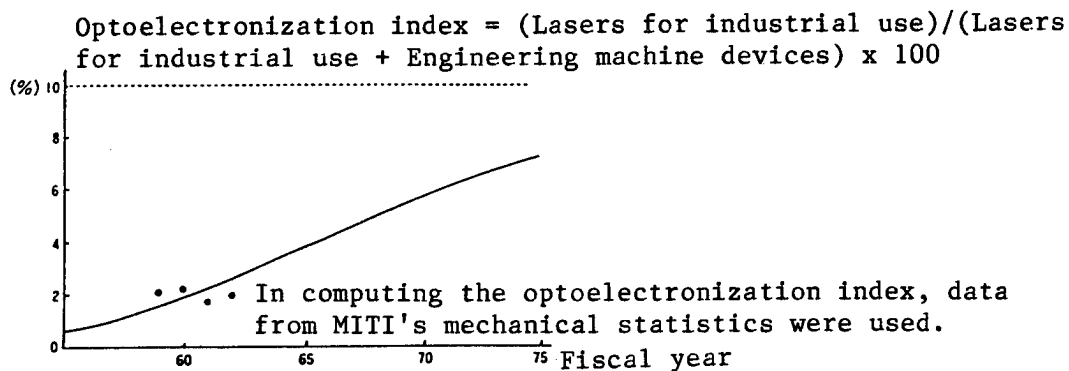 Optoelectronization index = (Lasers for industrial use)/(Lasers
for industrial use + Engineering machine devices) x 100
(%) 10
8
6
4
2
In computing the optoelectronization index, data
from MITI's mechanical statistics were used.
0
60 65 70 75 Fiscal year